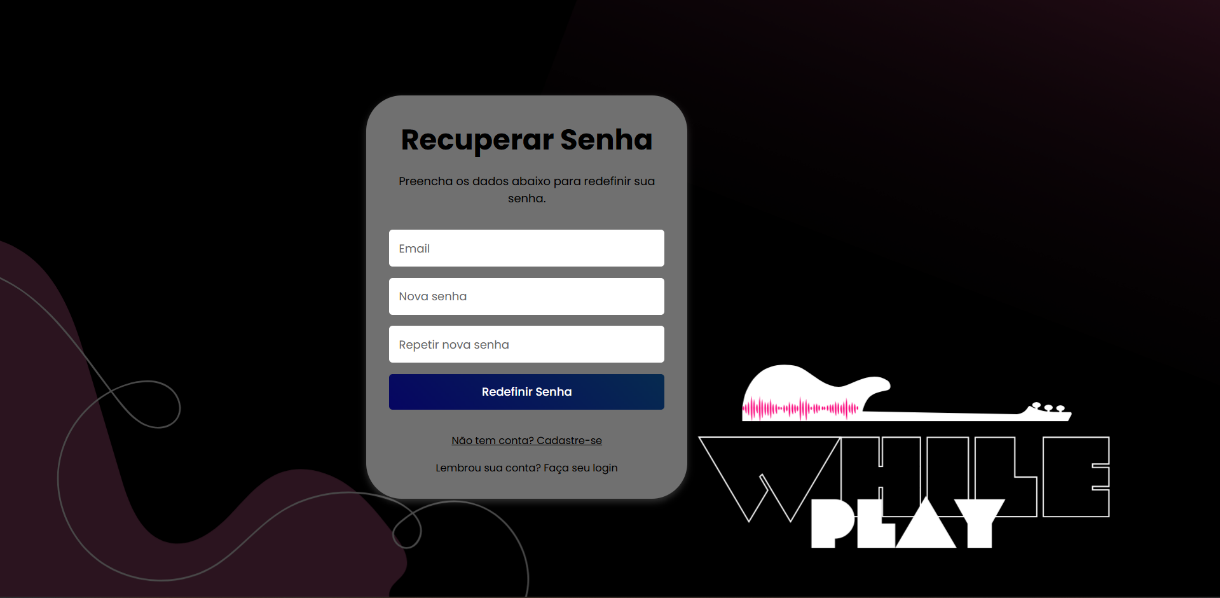 Recuperar Senha
Preencha os dados abaixo para redefinir sua
senha.
Email
Nova senha
Repetir nova senha
Redefinir Senha
Não tem conta? Cadastre-se
Lembrou sua conta? Faça seu login
WHILE
PLAY